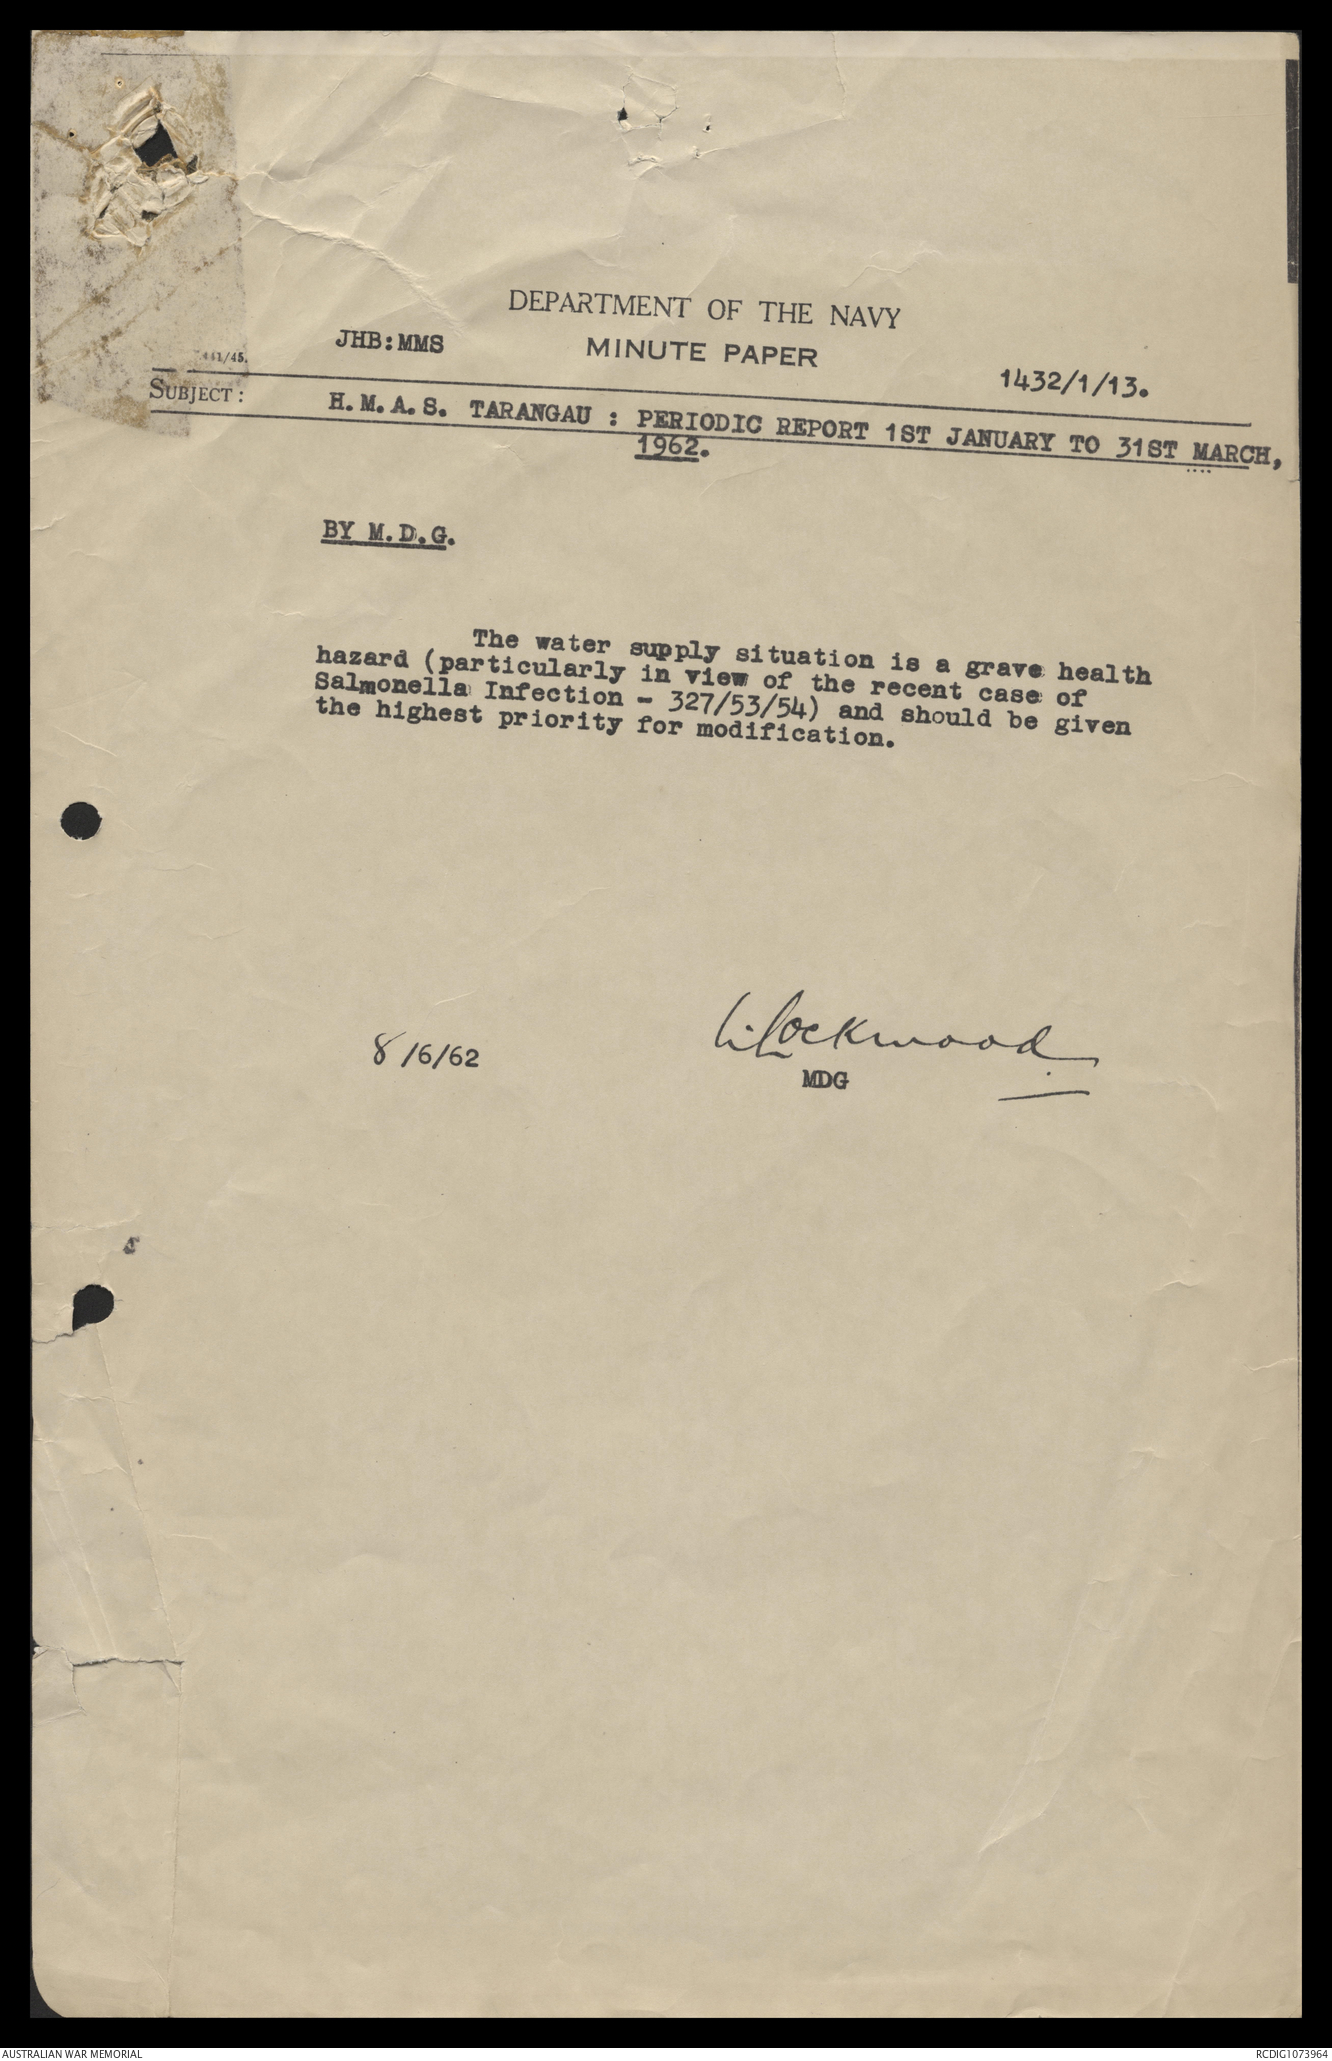 DEPARTMENT OF THE NAVY
JHB:MMS
MINUTE PAPER
441/45.
1432/1/13.
SUBJECT:
H.M.A.S. TARANGAU : PERIODIC REPORT 1ST JANUARY TO 31ST MARCH,
1962.
....
BY M.D.G.
The water supply situation is a grave health
hazard (particularly in view of the recent case of
Salmonella Infection - 327/53/54) and should be given
the highest priority for modification.
8/6/62
Lockwood
MDG
AUSTRALIAN WAR MEMORIAL
RCDIG1073964